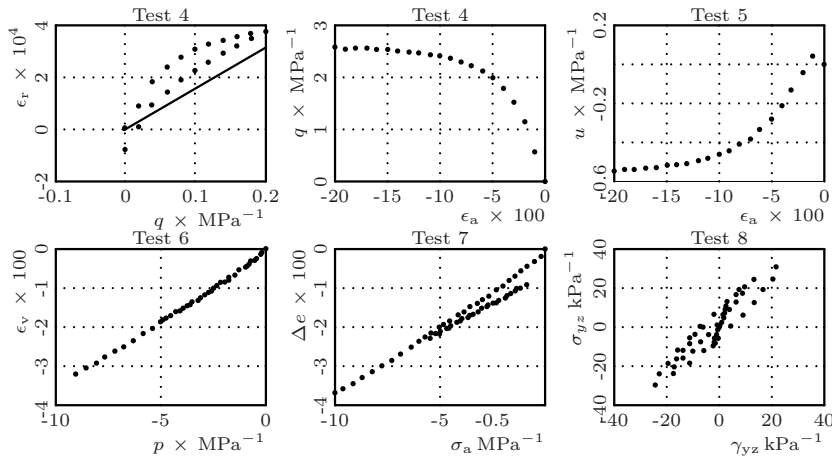 Test 4
ϵr × 10⁴
4
2
0
-2
-0.1
0
0.1
0.2
q × MPa⁻¹
Test 4
q × MPa⁻¹
3
2
1
0
-20
-15
-10
-5
0
ϵa × 100
Test 5
u × MPa⁻¹
0.2
-0.2
0.6
-20
-15
-10
-5
0
ϵa × 100
Test 6
ϵv × 100
0
-1
-2
-3
-4
-10
-5
0
p × MPa⁻¹
Test 7
Δe × 100
0
-1
-2
-3
-4
-10
-5
-0.5
σa MPa⁻¹
Test 8
σyz kPa⁻¹
40
20
0
-20
-40
-40
-20
0
20
40
γyz kPa⁻¹